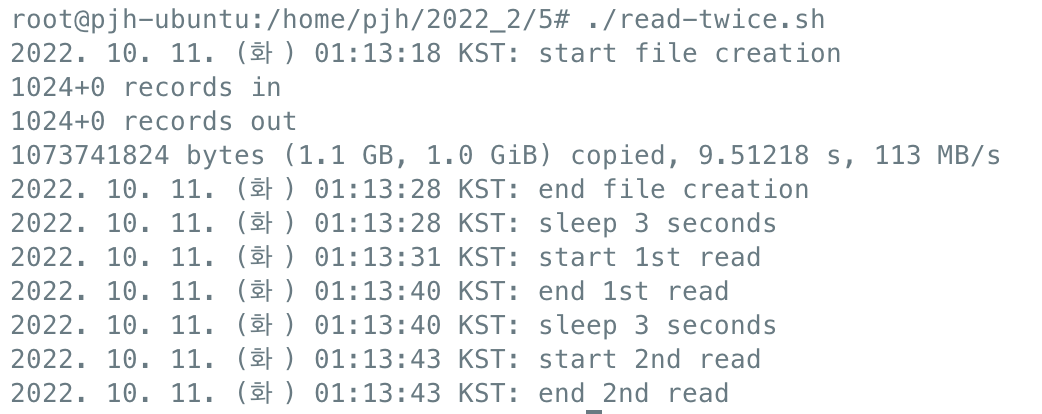 root@pjh-ubuntu:/home/pjh/2022_2/5# ./read-twice.sh
2022. 10. 11. (화 ) 01:13:18 KST: start file creation
1024+0 records in
1024+0 records out
1073741824 bytes (1.1 GB, 1.0 GiB) copied, 9.51218 s, 113 MB/s
2022. 10. 11. (화 ) 01:13:28 KST: end file creation
2022. 10. 11. (화 ) 01:13:28 KST: sleep 3 seconds
2022. 10. 11. (화 ) 01:13:31 KST: start 1st read
2022. 10. 11. (화 ) 01:13:40 KST: end 1st read
2022. 10. 11. (화 ) 01:13:40 KST: sleep 3 seconds
2022. 10. 11. (화 ) 01:13:43 KST: start 2nd read
2022. 10. 11. (화 ) 01:13:43 KST: end 2nd read